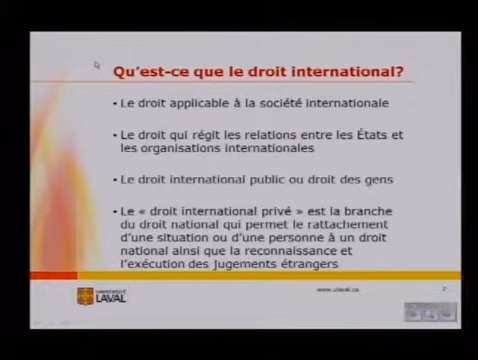 Qu'est-ce que le droit international?
• Le droit applicable à la société internationale
• Le droit qui régit les relations entre les États et
les organisations internationales
• Le droit international public ou droit des gens
• Le « droit international privé » est la branche
du droit national qui permet le rattachement
d'une situation ou d'une personne à un droit
national ainsi que la reconnaissance et
l'exécution des jugements étrangers
UNIVERSITÉ
LAVAL
www.ulaval.ca
7